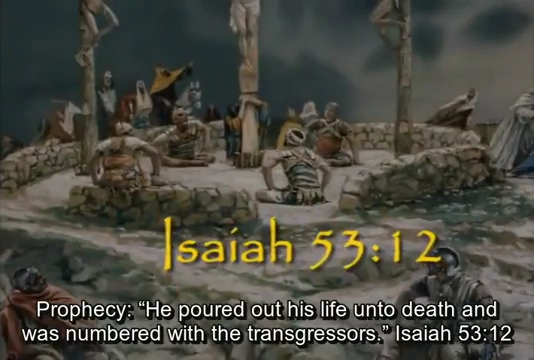 Isaiah 53:12
Prophecy: “He poured out his life unto death and
was numbered with the transgressors.” Isaiah 53:12